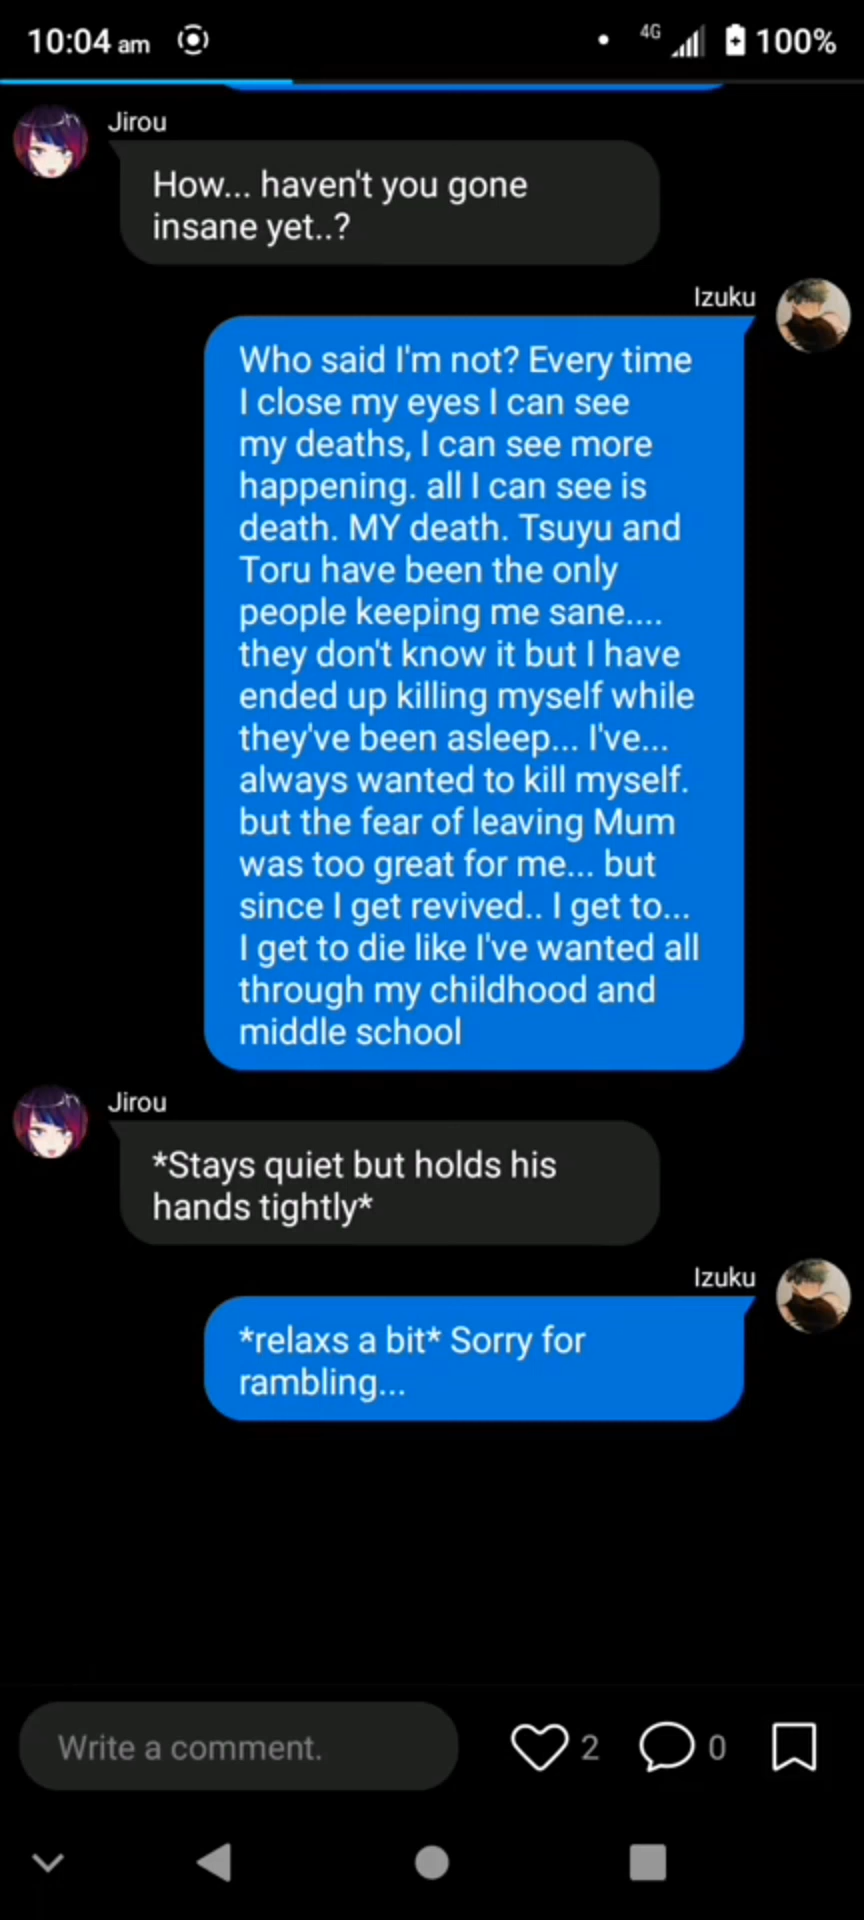 10:04 am
4G
100%
Jirou
How... haven't you gone
insane yet..?
Izuku
Who said I'm not? Every time
I close my eyes I can see
my deaths, I can see more
happening. all I can see is
death. MY death. Tsuyu and
Toru have been the only
people keeping me sane....
they don't know it but I have
ended up killing myself while
they've been asleep... I've...
always wanted to kill myself.
but the fear of leaving Mum
was too great for me... but
since I get revived.. I get to...
I get to die like I've wanted all
through my childhood and
middle school
Jirou
*Stays quiet but holds his
hands tightly*
Izuku
*relaxs a bit* Sorry for
rambling...
Write a comment.
2
0